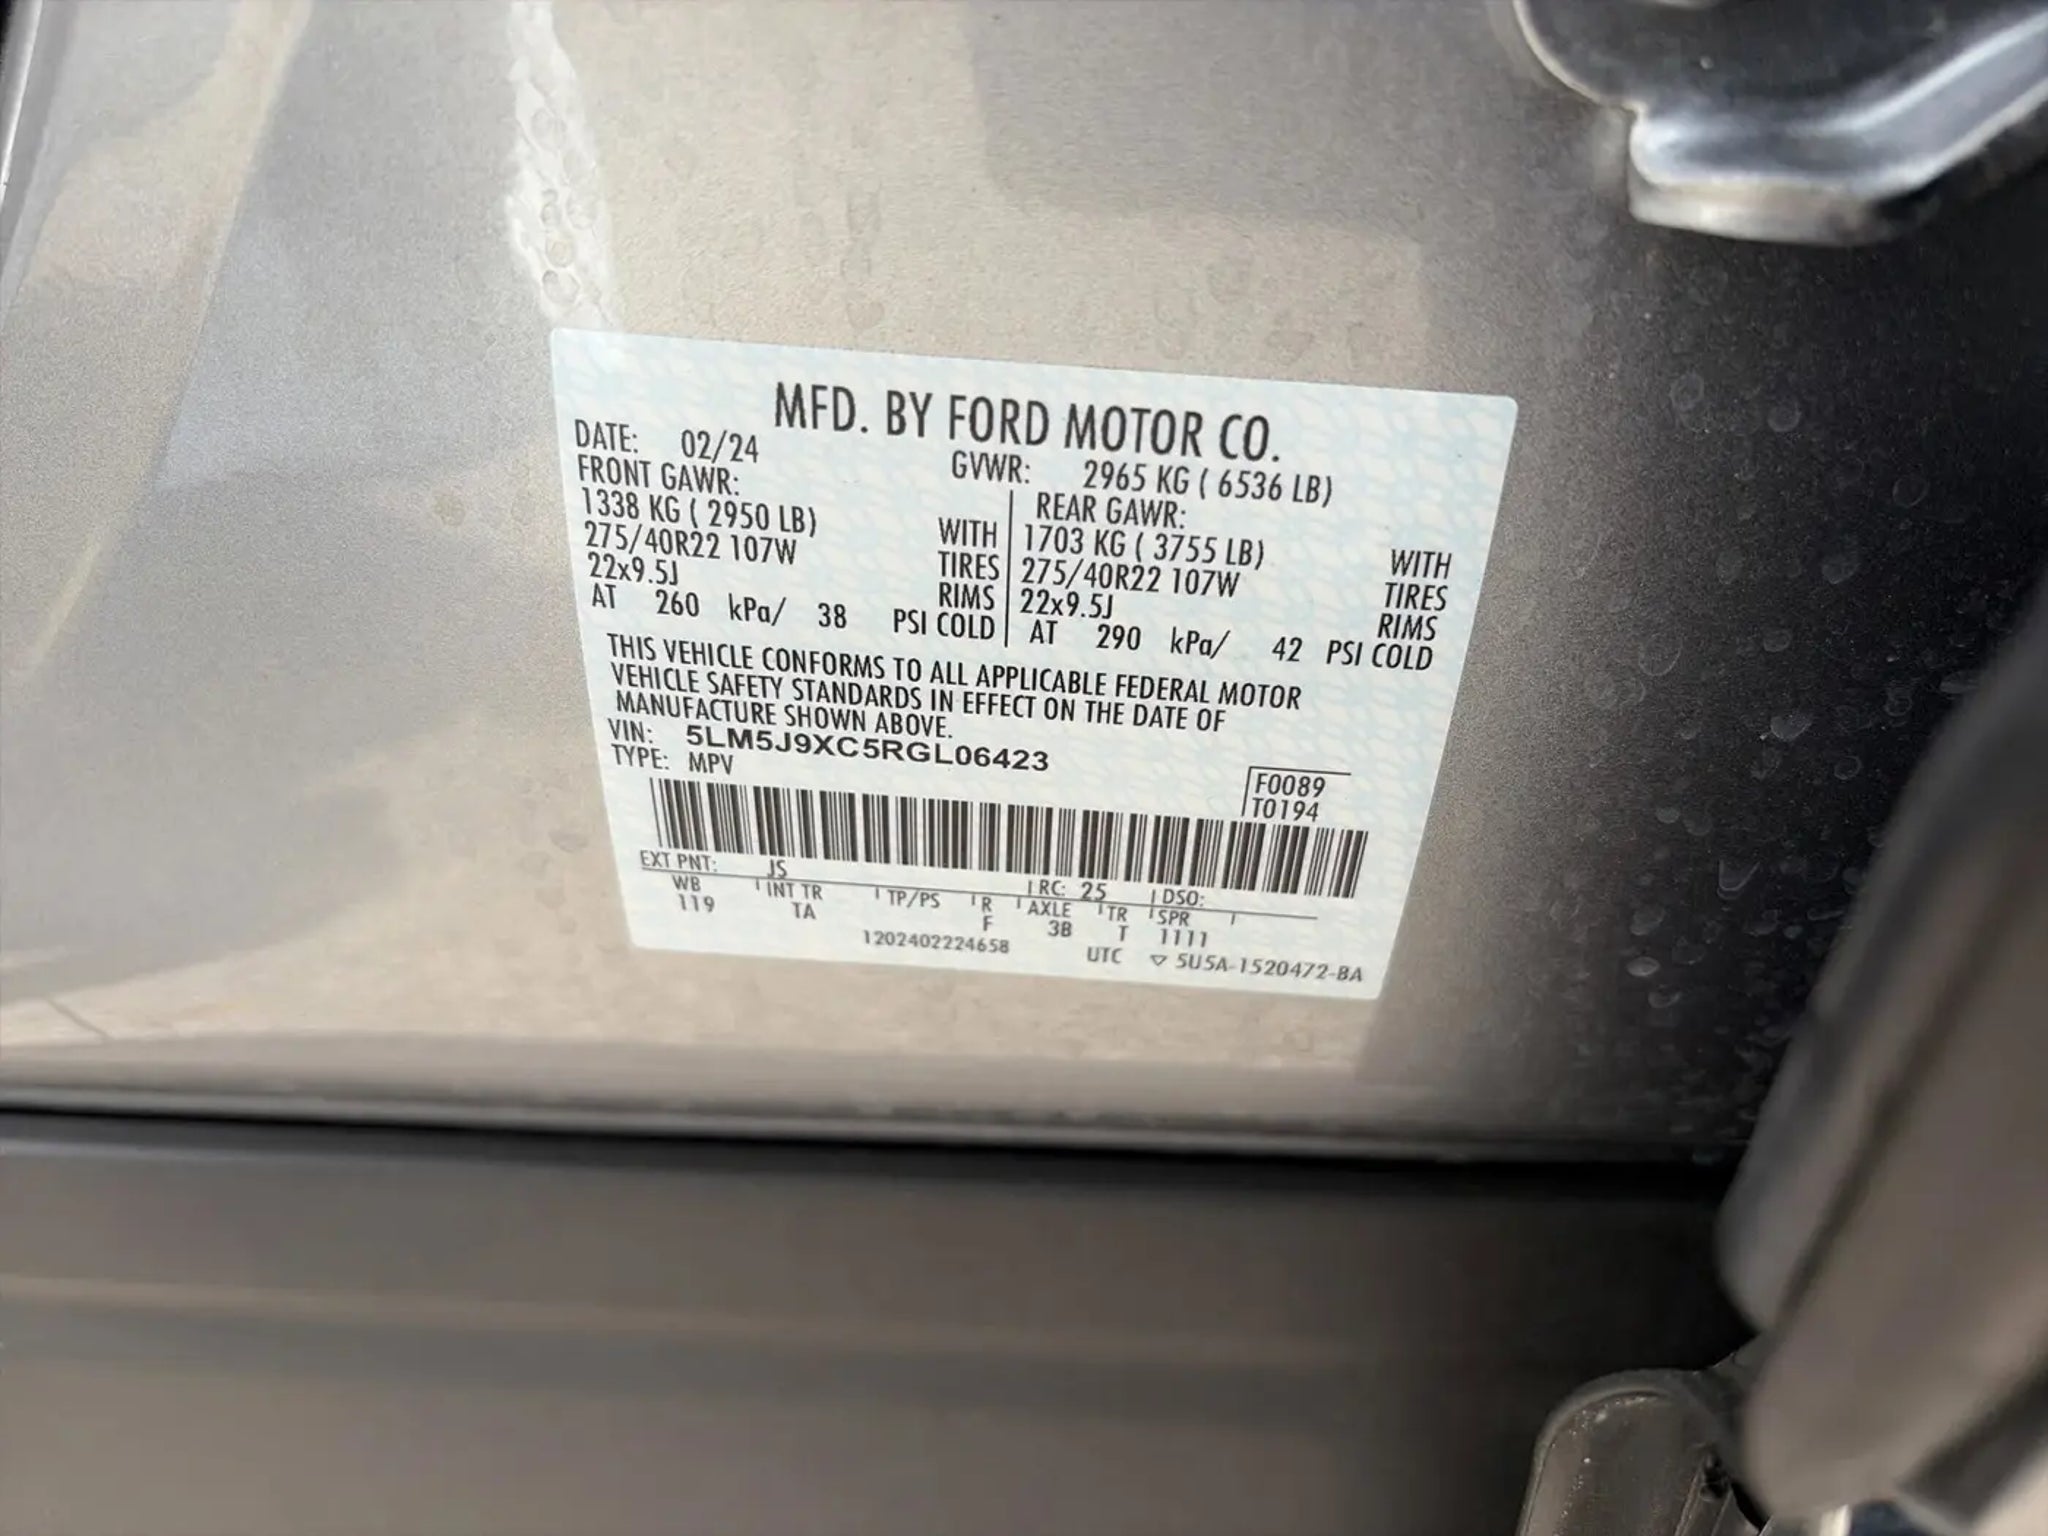 MFD. BY FORD MOTOR CO.
DATE: 02/24 GVWR: 2965 KG ( 6536 LB)
FRONT GAWR: REAR GAWR:
1338 KG ( 2950 LB) WITH 1703 KG ( 3755 LB) WITH
275/40R22 107W TIRES 275/40R22 107W TIRES
22x9.5J RIMS 22x9.5J RIMS
AT 260 kPa/ 38 PSI COLD AT 290 kPa/ 42 PSI COLD
THIS VEHICLE CONFORMS TO ALL APPLICABLE FEDERAL MOTOR
VEHICLE SAFETY STANDARDS IN EFFECT ON THE DATE OF
MANUFACTURE SHOWN ABOVE.
VIN: 5LM5J9XC5RGL06423
TYPE: MPV F0089
T0194
EXT PNT: JS RC: 25 DSO:
WB INT TR TP/PS R AXLE TR SPR
119 TA F 3B T 1111
1202402224658 UTC ▽ 5U5A-1520472-BA